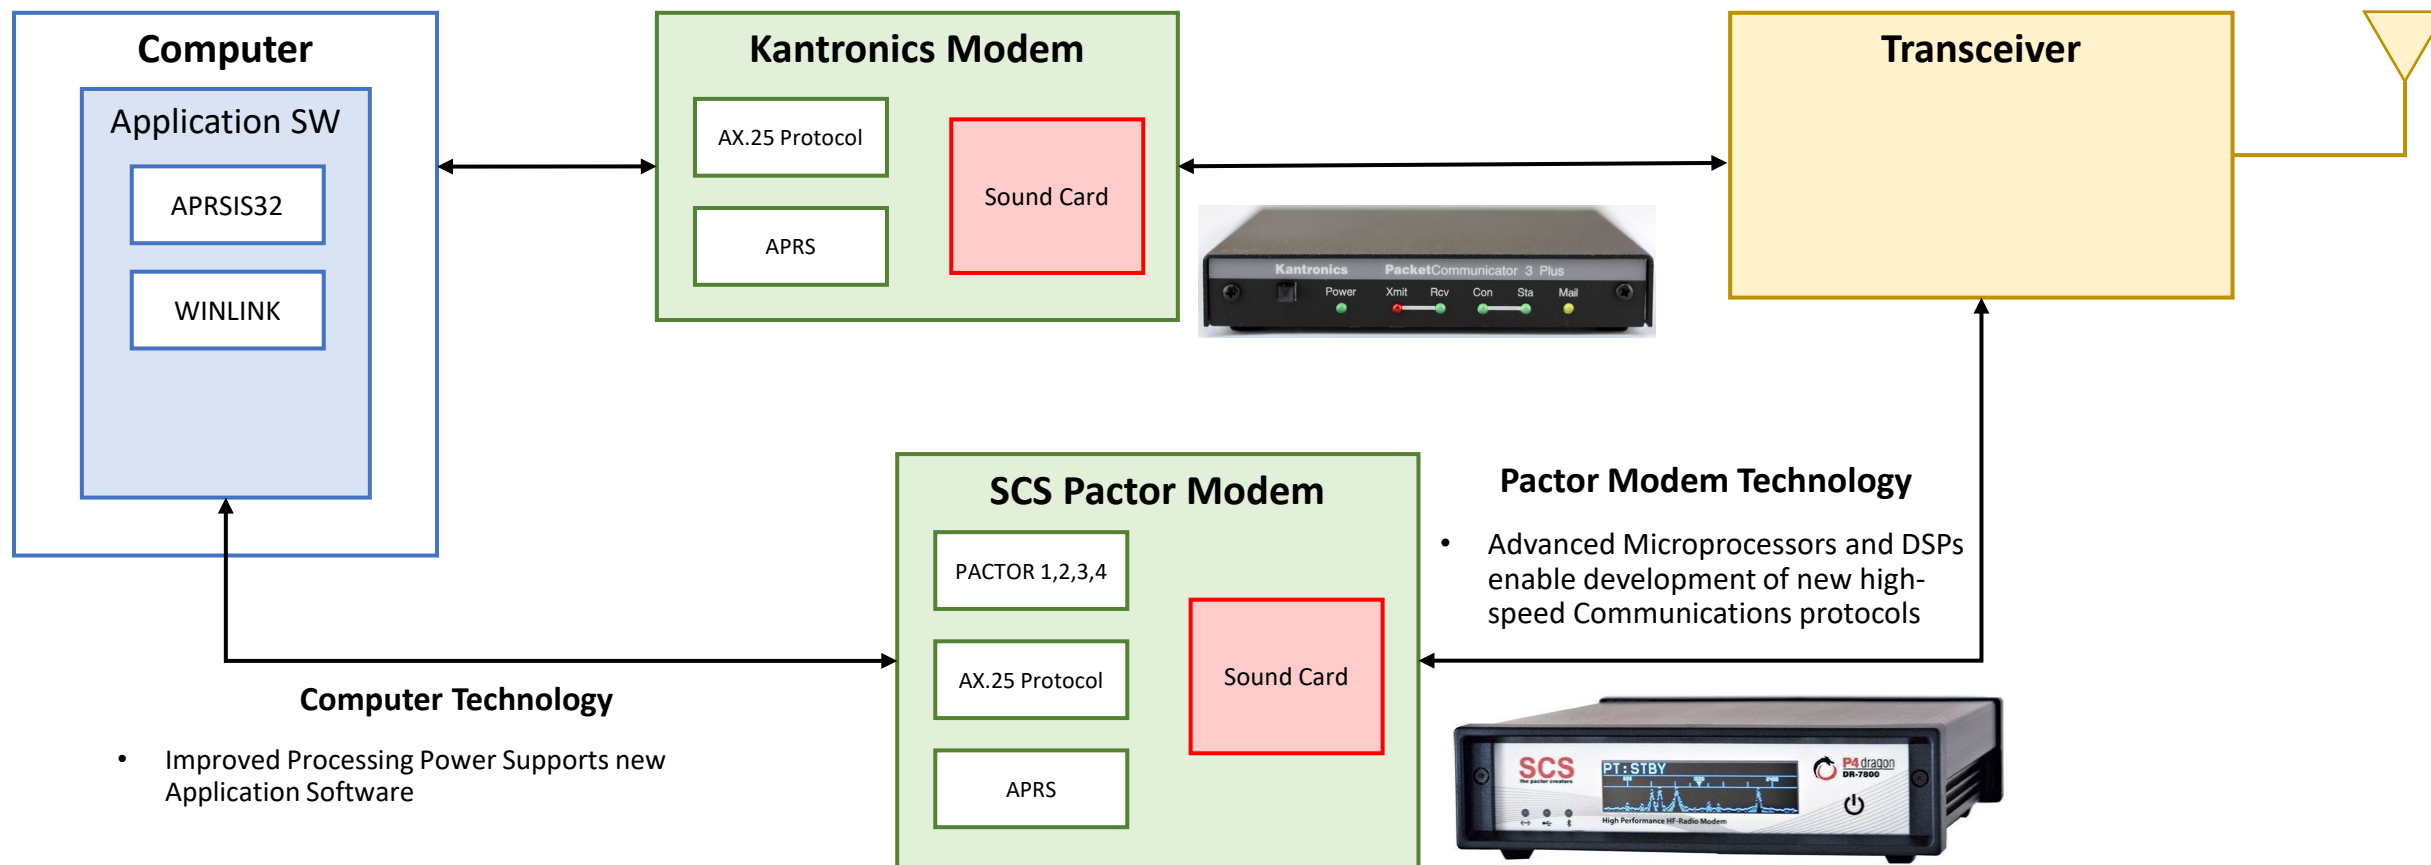 Computer
Application SW
APRSIS32
WINLINK
Kantronics Modem
AX.25 Protocol
APRS
Sound Card
Transceiver
Kantronics PacketCommunicator 3 Plus
Power Xmit Rcv Con Sta Mail
SCS Pactor Modem
PACTOR 1,2,3,4
AX.25 Protocol
APRS
Sound Card
Pactor Modem Technology
• Advanced Microprocessors and DSPs
enable development of new high-
speed Communications protocols
Computer Technology
• Improved Processing Power Supports new
Application Software
SCS
the pactor creators
PT:STBY
P4dragon
DR-7800
High Performance HF-Radio Modem